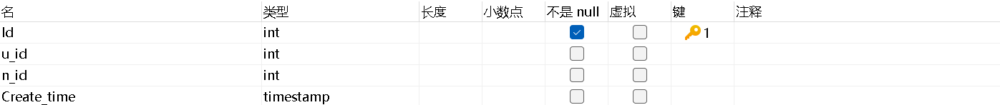 名 类型 长度 小数点 不是 null 虚拟 键 注释
Id int 1
u_id int
n_id int
Create_time timestamp